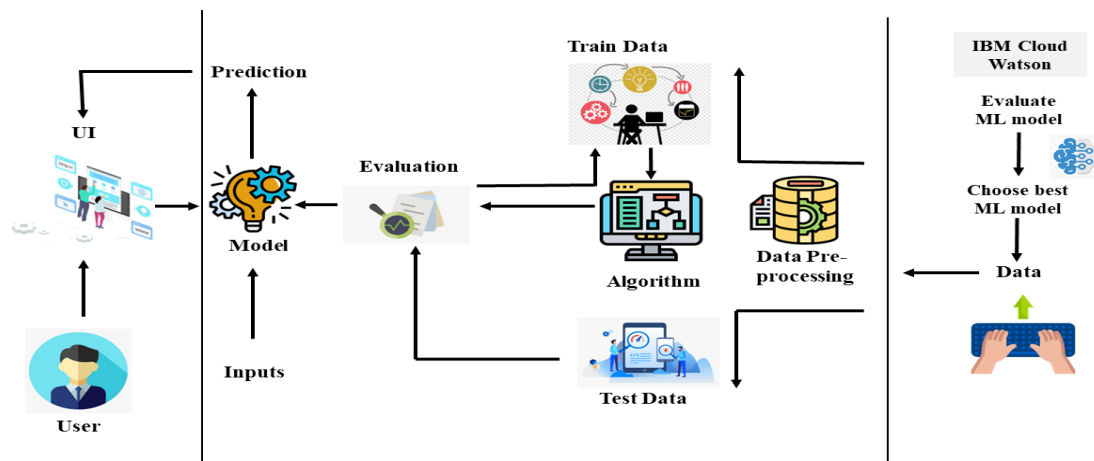 Prediction
UI
User
Evaluation
Model
Inputs
Train Data
Algorithm
Test Data
Data Pre-
processing
IBM Cloud
Watson
Evaluate
ML model
Choose best
ML model
Data